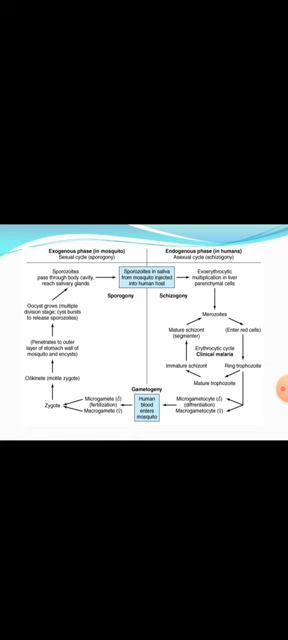 Exogenous phase (in mosquito)
Sexual cycle (sporogony)
Endogenous phase (in humans)
Asexual cycle (schizogony)
Sporozoites
pass through body cavity,
reach salivary glands
Sporozoites in saliva
from mosquito injected
into human host
Exoerythrocytic
multiplication in liver
parenchymal cells
Sporogony
Schizogony
Oocyst grows (multiple
division stage; cyst bursts
to release sporozoites)
Merozoites
Mature schizont
(segmenter)
(Enter red cells)
(Penetrates to outer
layer of stomach wall of
mosquito and encysts)
Erythrocytic cycle
Clinical malaria
Immature schizont
Ring trophozoite
Oökinete (motile zygote)
Mature trophozoite
Gametogeny
Zygote
Microgamete (♂)
(fertilization)
Macrogamete (♀)
Human
blood
enters
mosquito
Microgametocyte (♂)
(diffrentiation)
Macrogametocyte (♀)